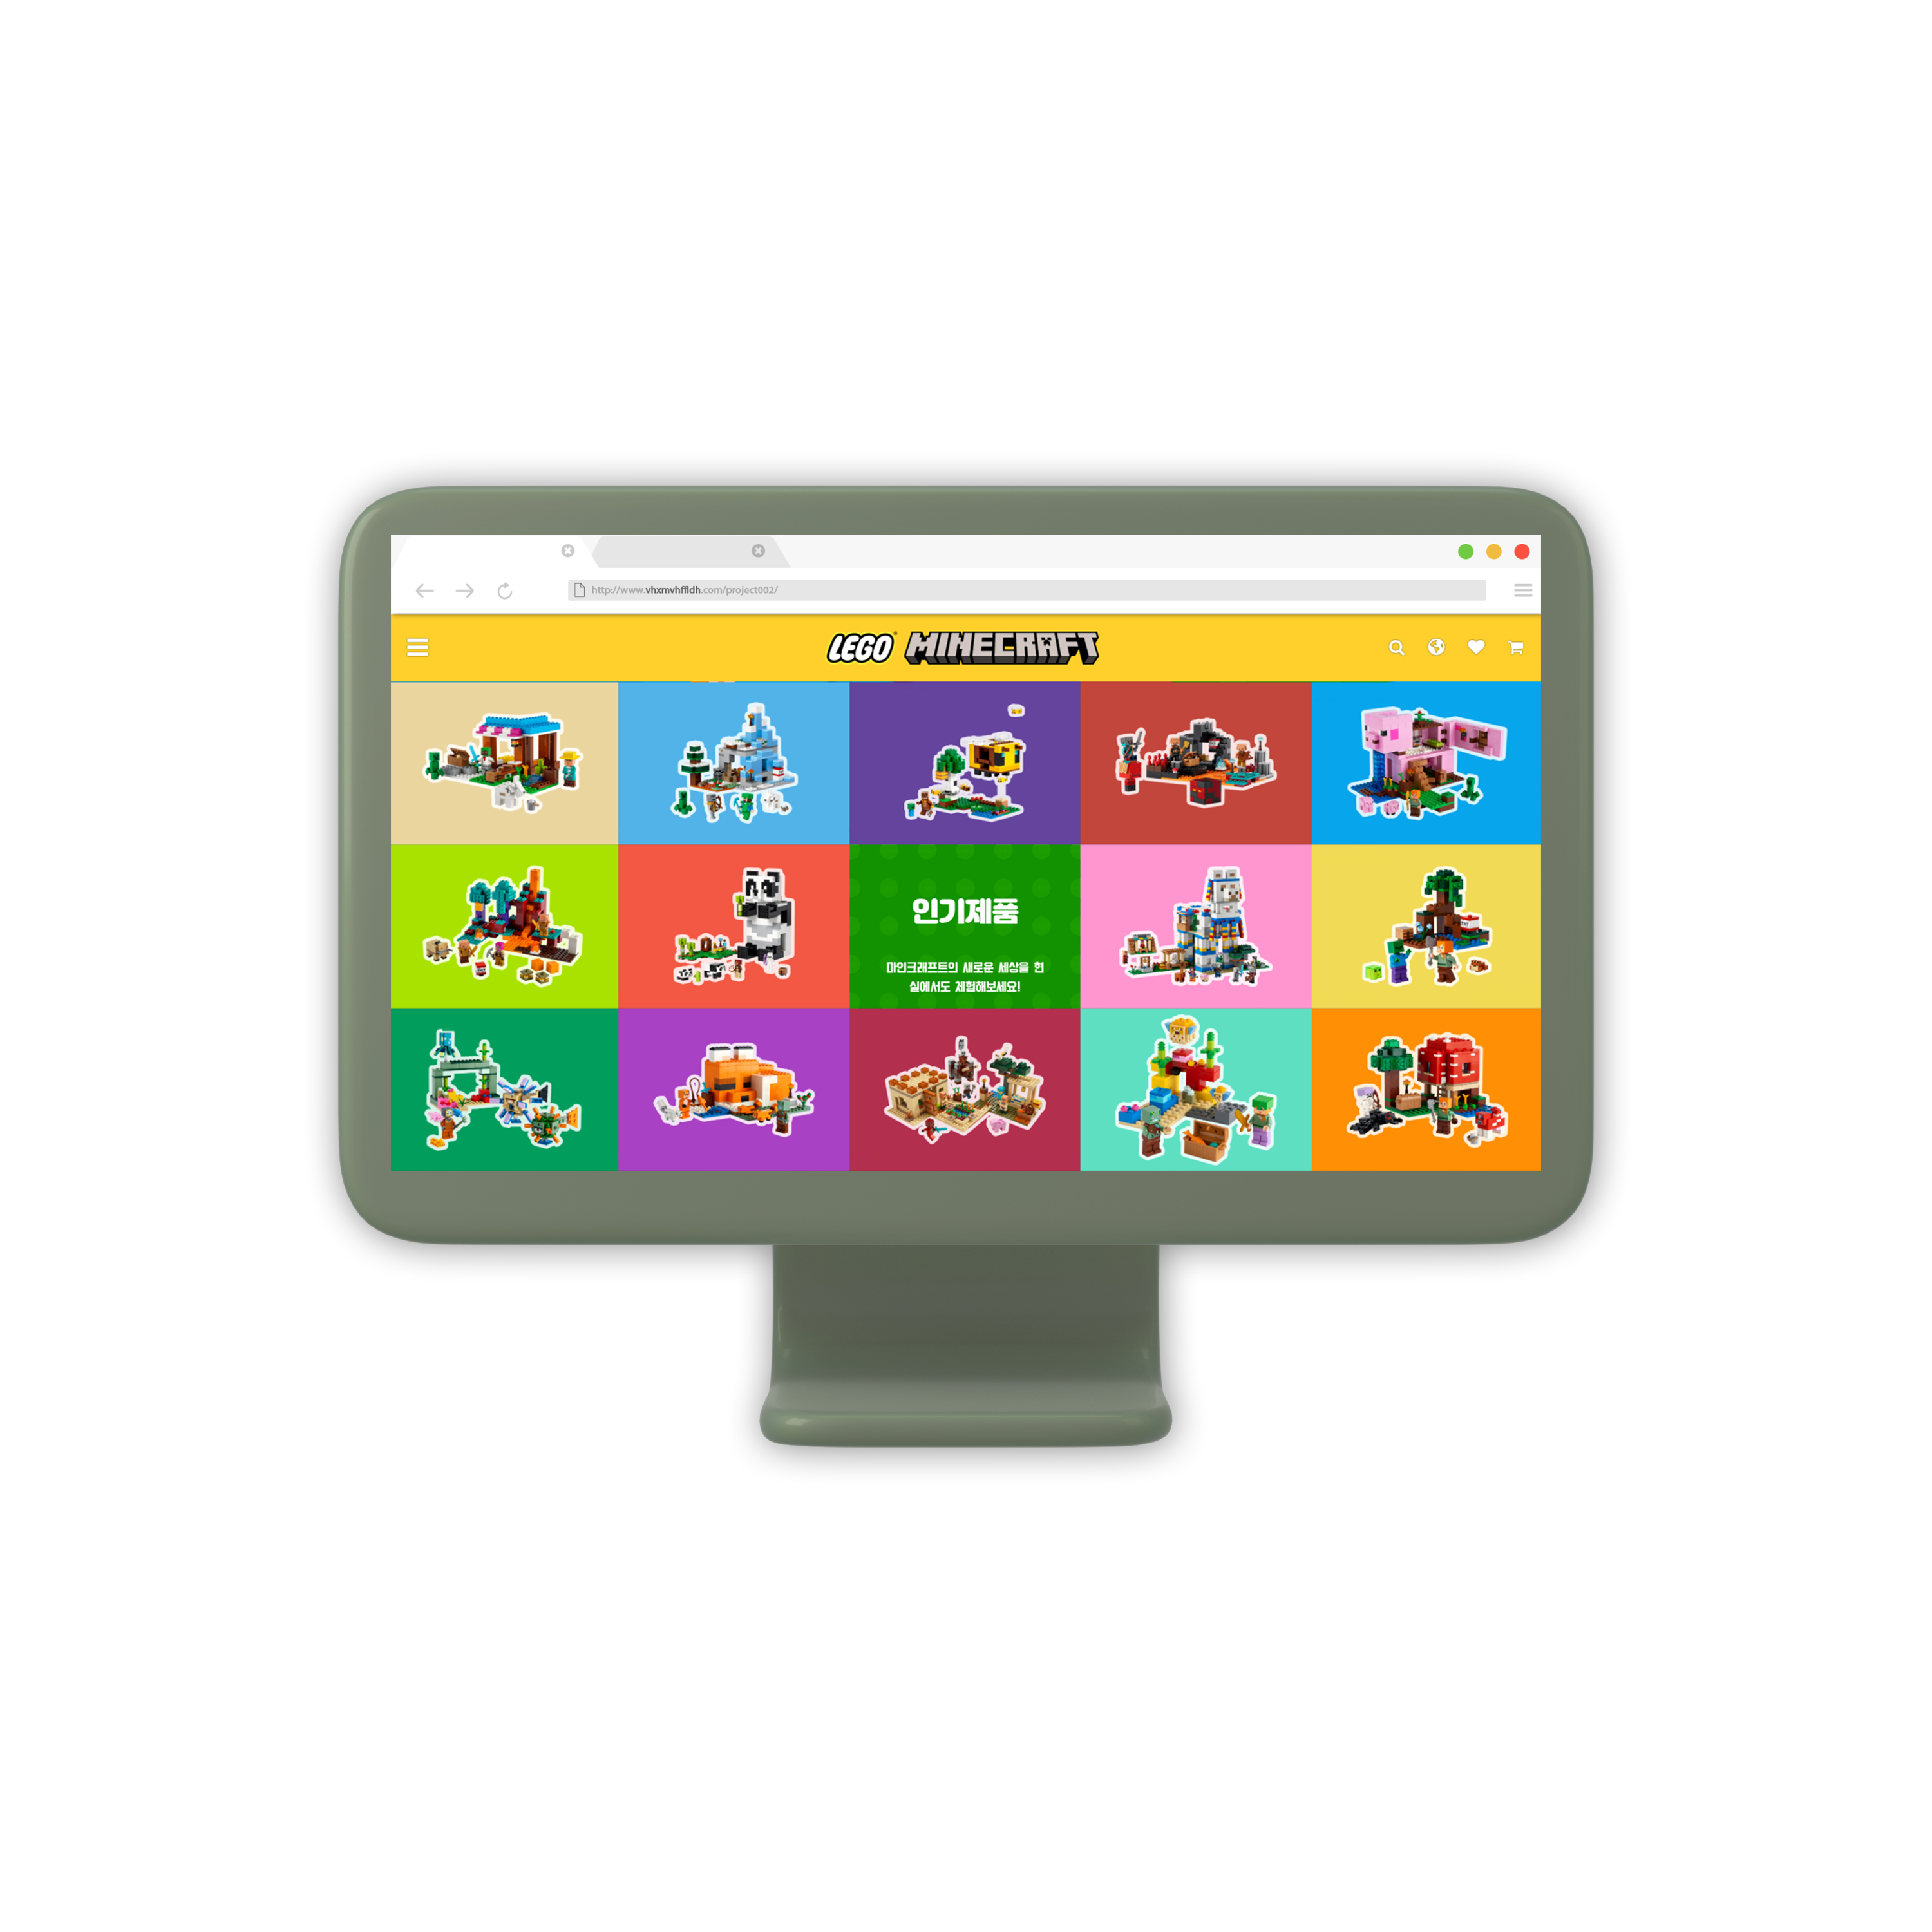 http://www.vhxmvhffldh.com/project002/
LEGO MINECRAFT
인기제품
마인크래프트의 새로운 세상을 현
실에서도 체험해보세요!